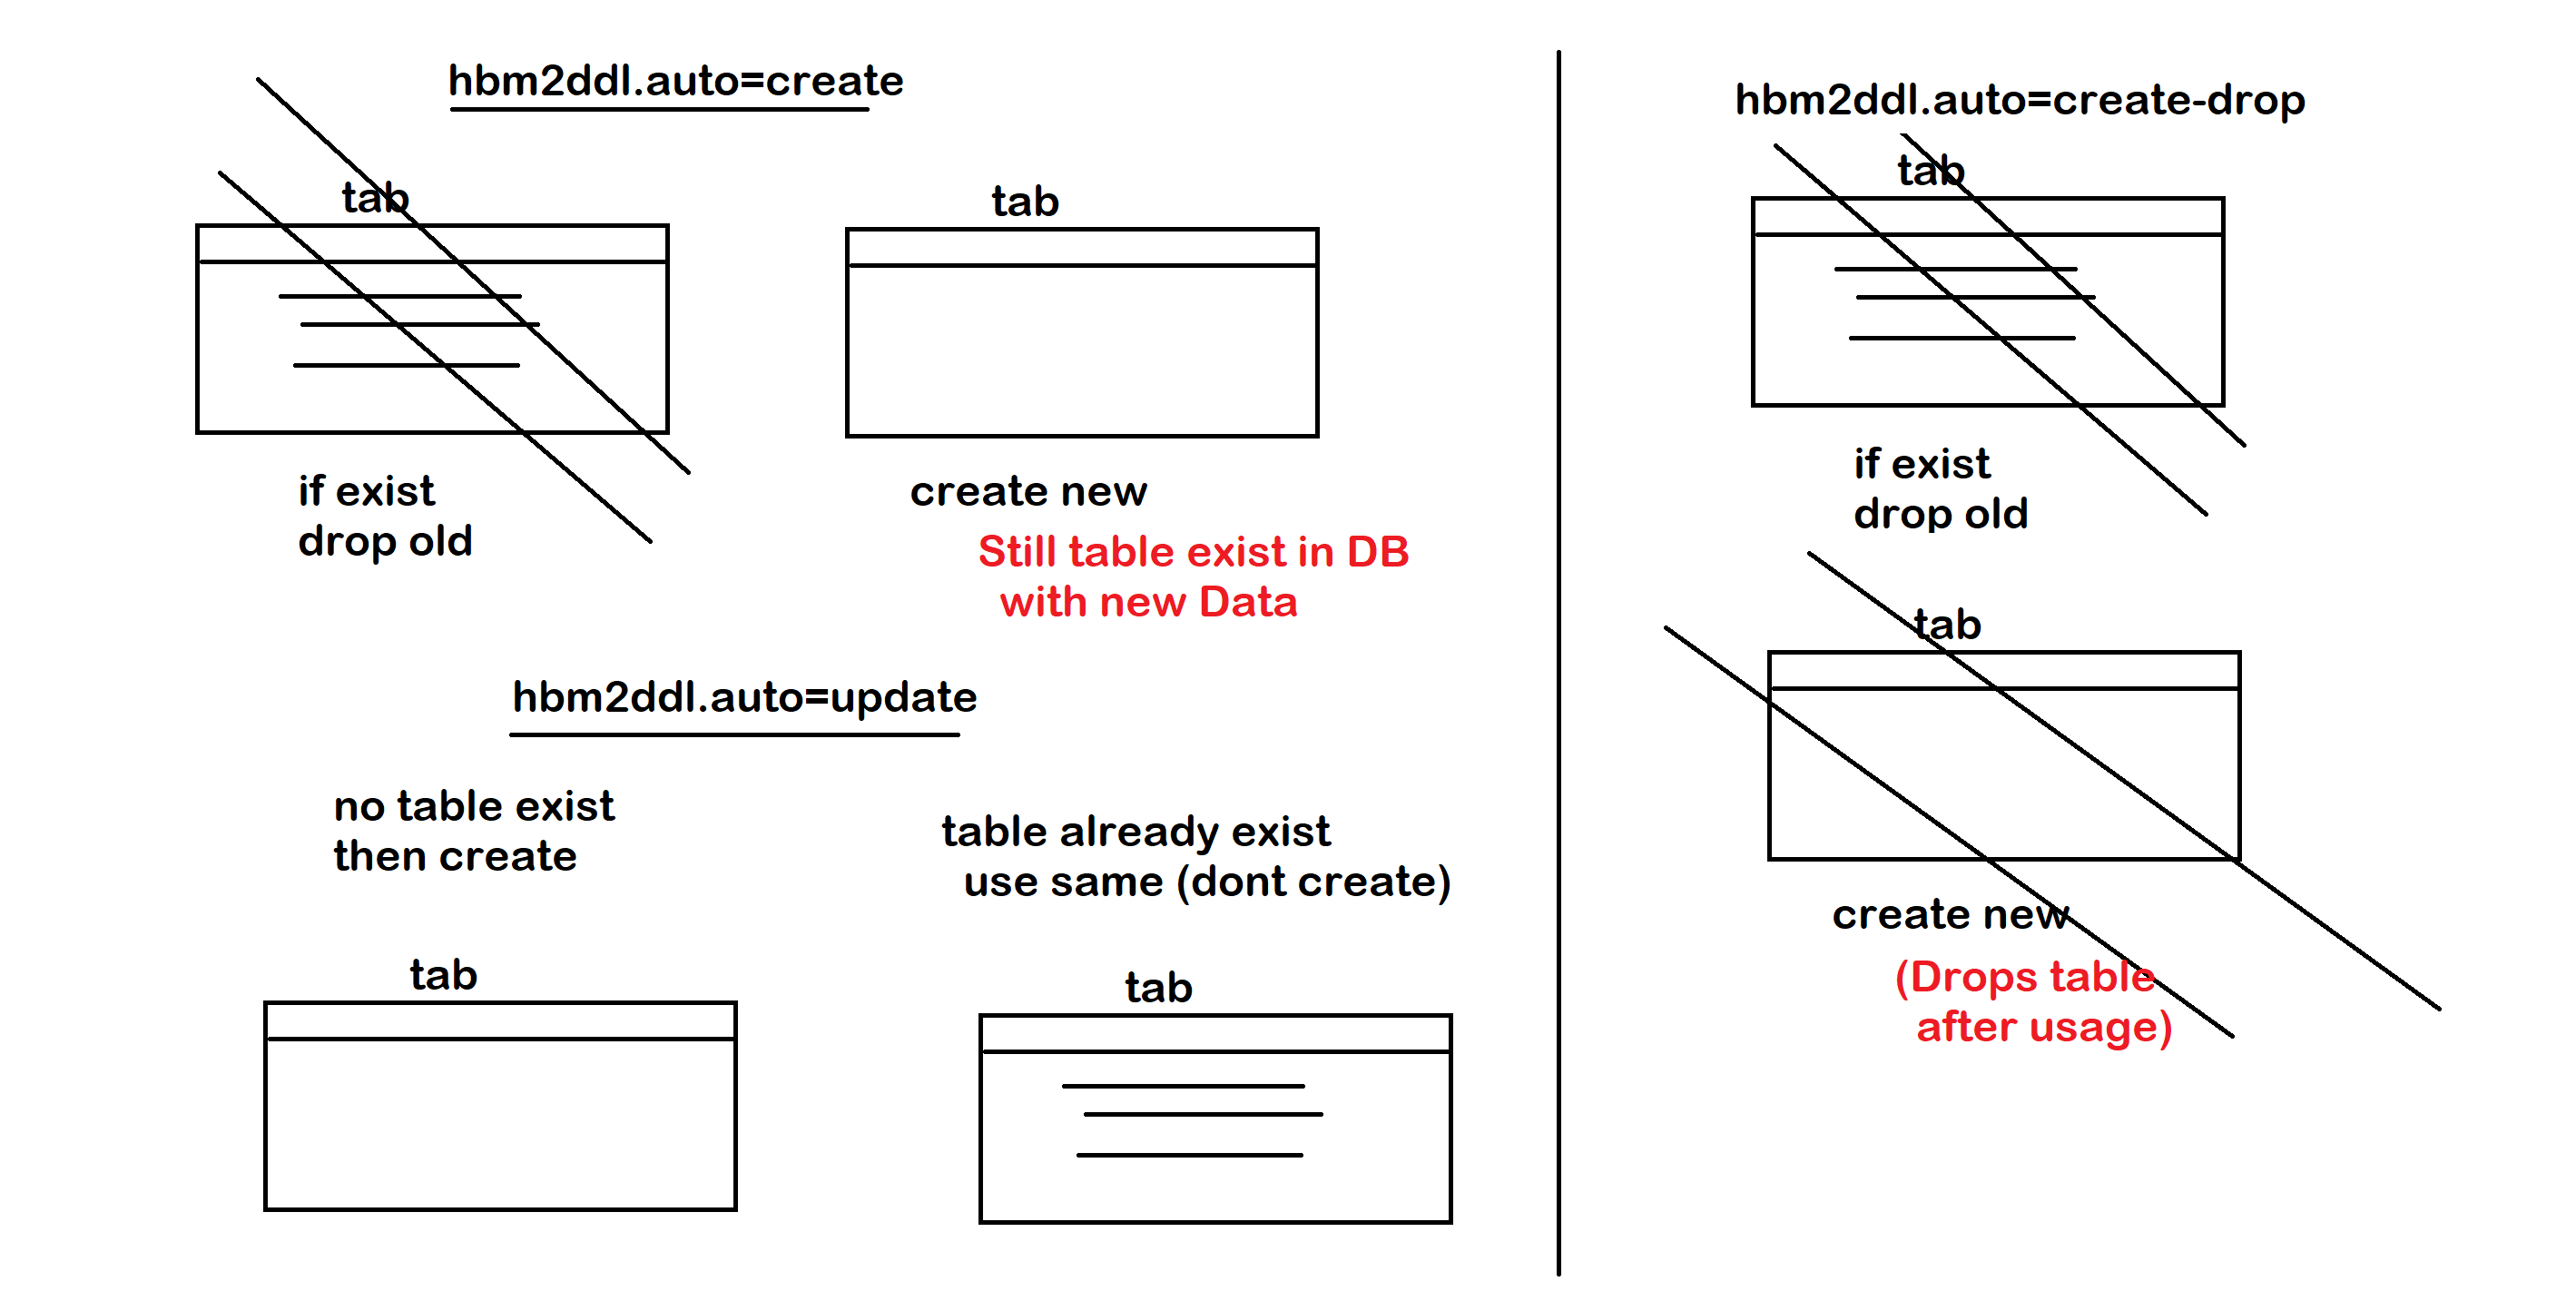 hbm2ddl.auto=create
tab
if exist
drop old
tab
create new
Still table exist in DB
with new Data
hbm2ddl.auto=update
no table exist
then create
tab
table already exist
use same (dont create)
tab
hbm2ddl.auto=create-drop
tab
if exist
drop old
tab
create new
(Drops table
after usage)